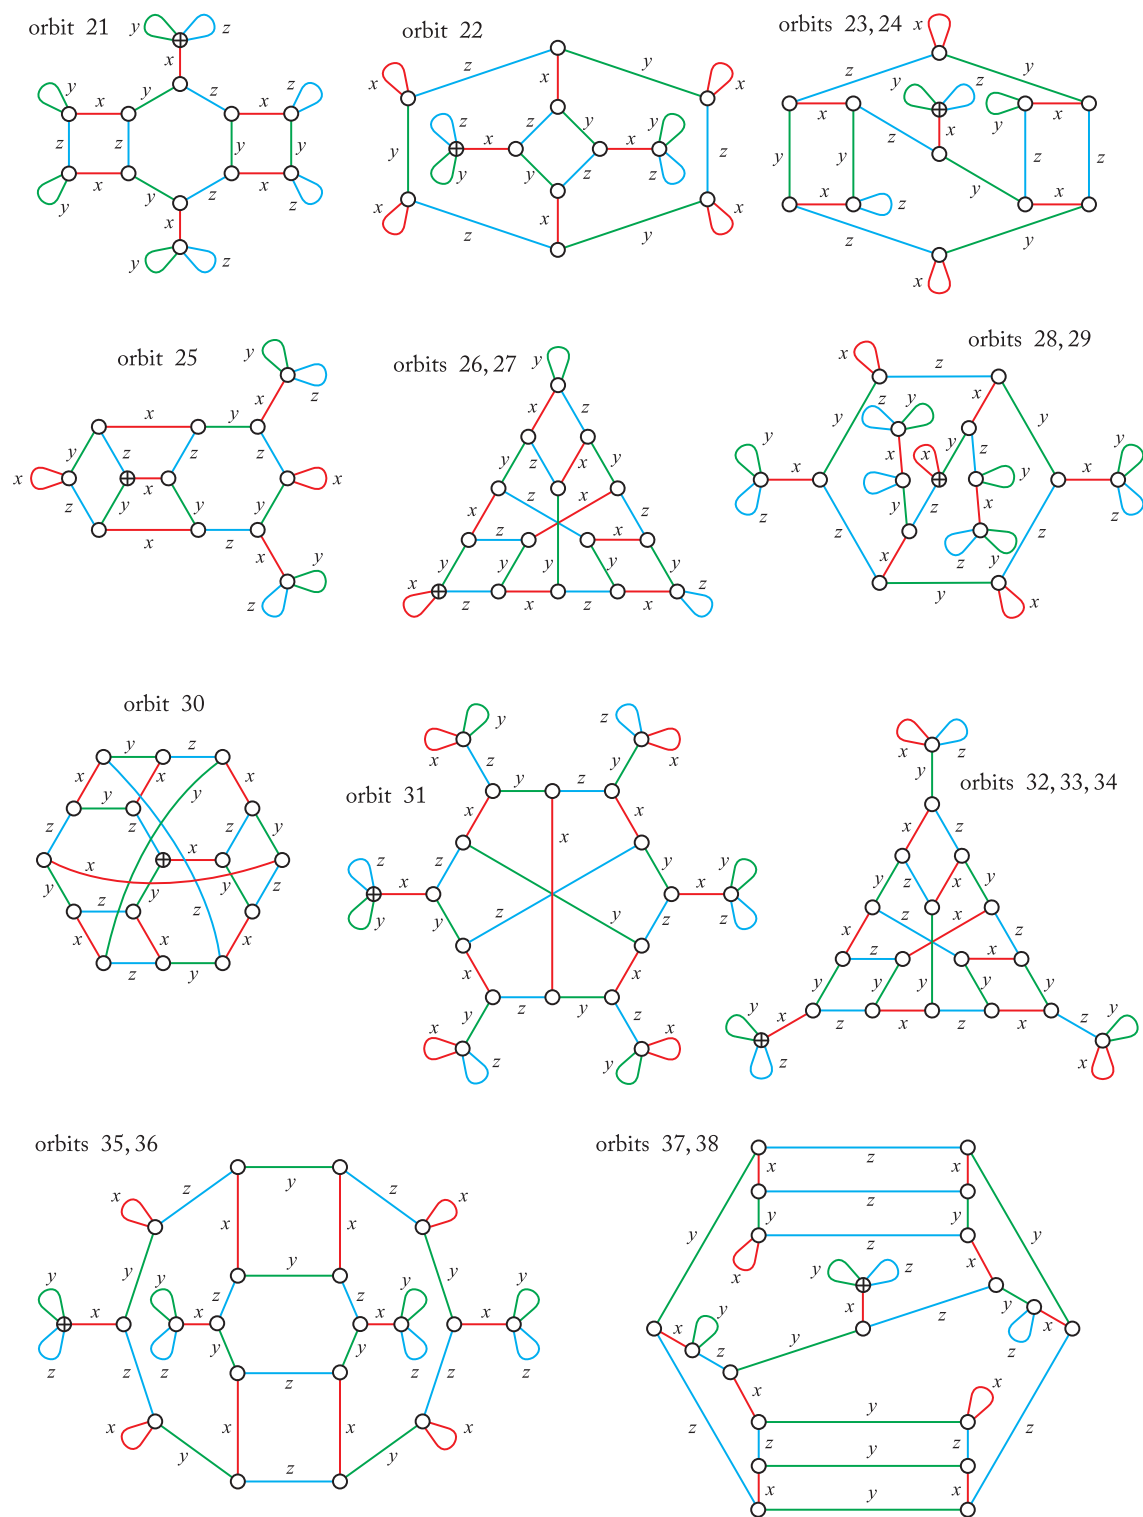 orbit 21
y z
x
y x y z x z
z z y y
x y z x
y x z
y z
orbit 22
x z x y x
z z y y
x x
y y z z
y z
x x x
z y
orbits 23, 24
x
z y
y z y
x x x
y y z z
z y
x z x
z y
x
orbit 25
y
z
x y x
y z z z
x x x
z y y y
x z x y
z
orbits 26, 27
y
x z
y z x y
x z x z
z x
y y y y
x z x z x z
orbits 28, 29
x z
z y x
y y
y x x y z y x y
z z y x z
z y z
x
y x
orbit 30
y z
x x x
y y
z z z y
x x
y y y z
z z
x x x
z y
orbit 31
y z
z x
x z y y x
x z x
z y
z x x y
y y z z
z y
x x
x y z z x
z y
y
orbits 32, 33, 34
x z
y
x z
y z x y
x z x z
z x
y y y y
y x z x z x z y
z x
orbits 35, 36
y
x z z x
x x
y y
y y y y y
x z x z x x
z z z y z z
z z
x x x x
y y
z
orbits 37, 38
z
x x
z
y y
z
y x x y
y z
x
y x z y x
z y z
x x
y
z z z z
y
x x
y